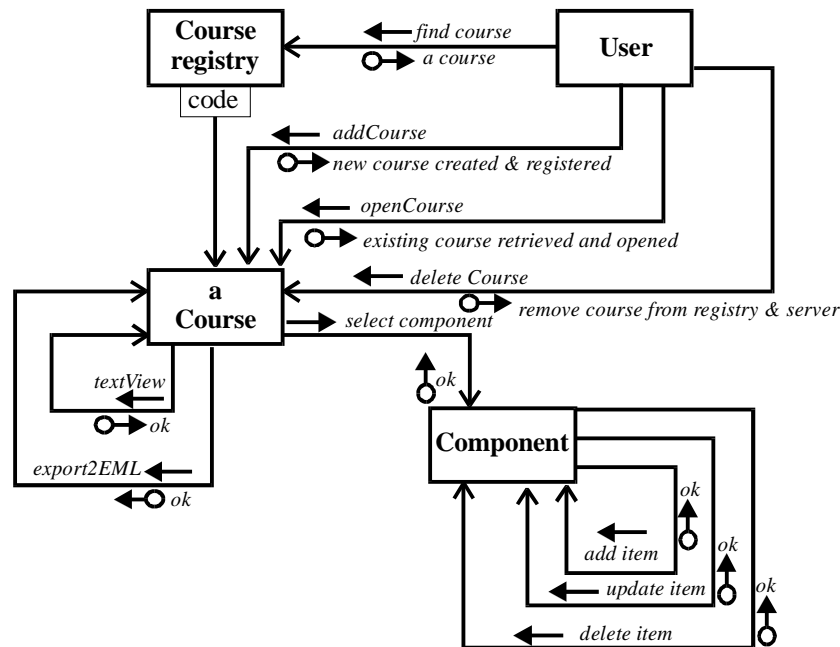 Course
registry
code
find course
a course
User
addCourse
new course created & registered
openCourse
existing course retrieved and opened
delete Course
remove course from registry & server
a
Course
select component
ok
textView
ok
export2EML
ok
Component
ok
add item
ok
update item
ok
delete item